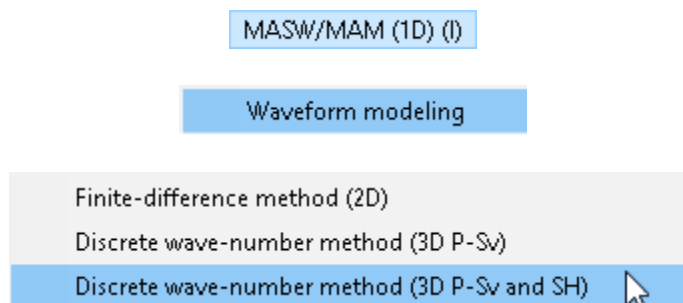 MASW/MAM (1D) (I)
Waveform modeling
Finite-difference method (2D)
Discrete wave-number method (3D P-Sv)
Discrete wave-number method (3D P-Sv and SH)